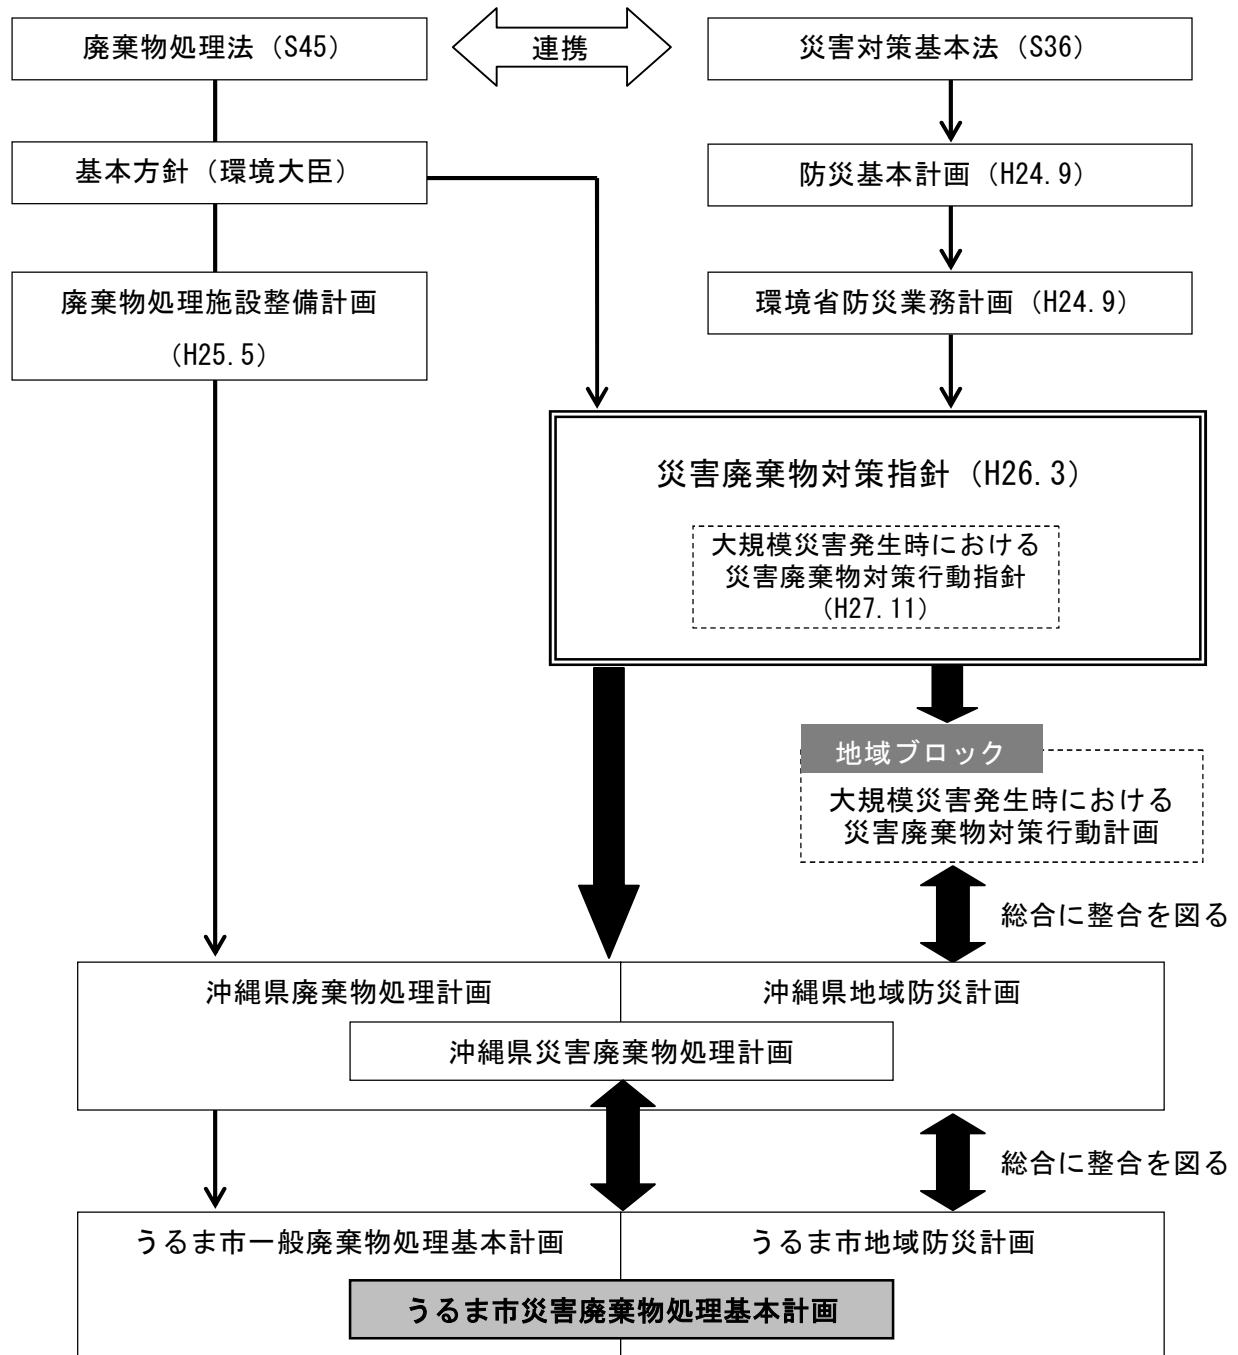 廃棄物処理法（S45）
連携
災害対策基本法（S36）
基本方針（環境大臣）
防災基本計画（H24.9）
廃棄物処理施設整備計画
（H25.5）
環境省防災業務計画（H24.9）
災害廃棄物対策指針（H26.3）
大規模災害発生時における
災害廃棄物対策行動指針
（H27.11）
地域ブロック
大規模災害発生時における
災害廃棄物対策行動計画
総合に整合を図る
沖縄県廃棄物処理計画
沖縄県地域防災計画
沖縄県災害廃棄物処理計画
総合に整合を図る
うるま市一般廃棄物処理基本計画
うるま市地域防災計画
うるま市災害廃棄物処理基本計画